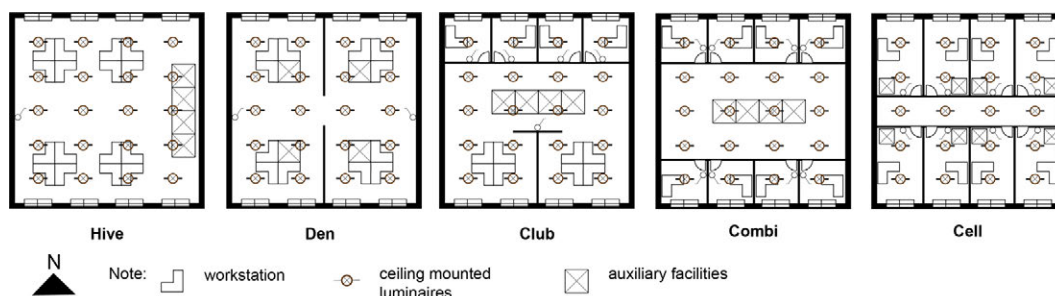 Hive Den Club Combi Cell
N Note: workstation ceiling mounted auxiliary facilities
luminaires